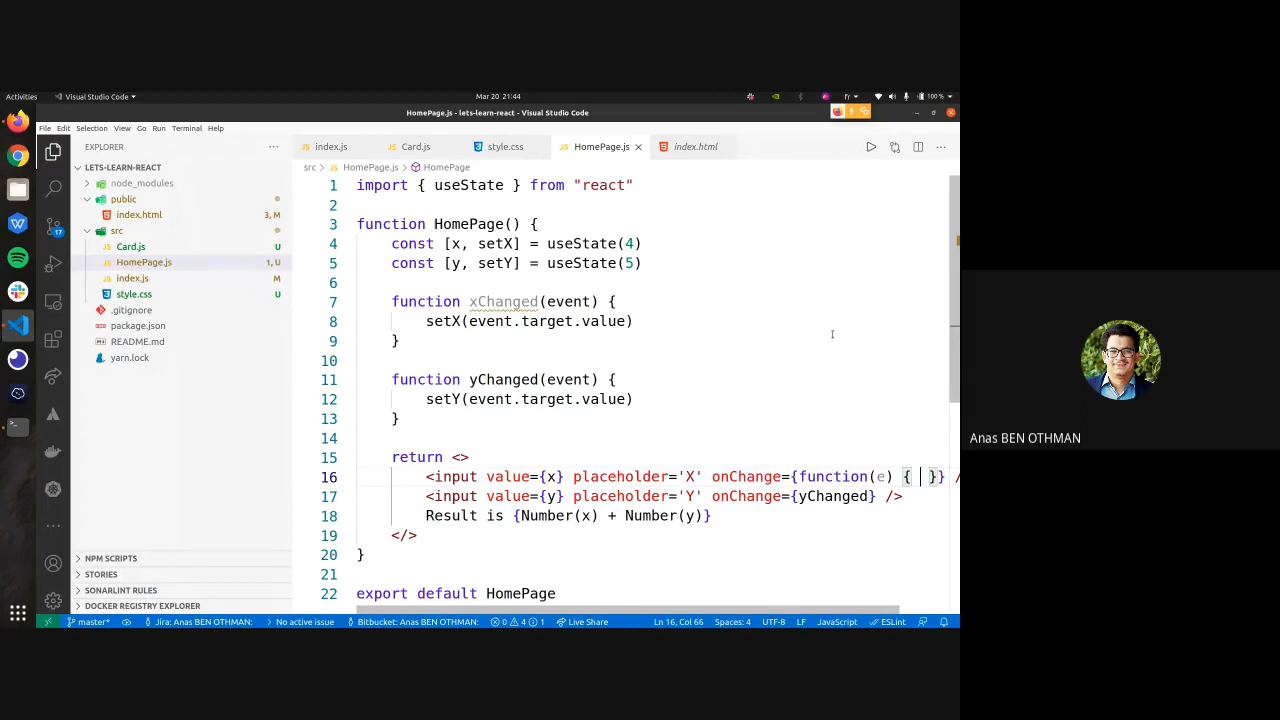 Activities
Visual Studio Code
Mar 20 21:44
fr
100 %
HomePage.js - lets-learn-react - Visual Studio Code
File Edit Selection View Go Run Terminal Help
EXPLORER
index.js
Card.js
style.css
HomePage.js
index.html
LETS-LEARN-REACT
src > HomePage.js > HomePage
node_modules
public
index.html 3, M
src
Card.js U
HomePage.js 1, U
index.js M
style.css U
.gitignore
package.json
README.md
yarn.lock
17
1 import { useState } from "react"
2
3 function HomePage() {
4 const [x, setX] = useState(4)
5 const [y, setY] = useState(5)
6
7 function xChanged(event) {
8 setX(event.target.value)
9 }
10
11 function yChanged(event) {
12 setY(event.target.value)
13 }
14
15 return <>
16 <input value={x} placeholder='X' onChange={function(e) { }} /
17 <input value={y} placeholder='Y' onChange={yChanged} />
18 Result is {Number(x) + Number(y)}
19 </>
20 }
21
22 export default HomePage
NPM SCRIPTS
STORIES
SONARLINT RULES
DOCKER REGISTRY EXPLORER
master* Jira: Anas BEN OTHMAN: No active issue Bitbucket: Anas BEN OTHMAN: 0 4 1 Live Share Ln 16, Col 66 Spaces: 4 UTF-8 LF JavaScript ESLint
Anas BEN OTHMAN